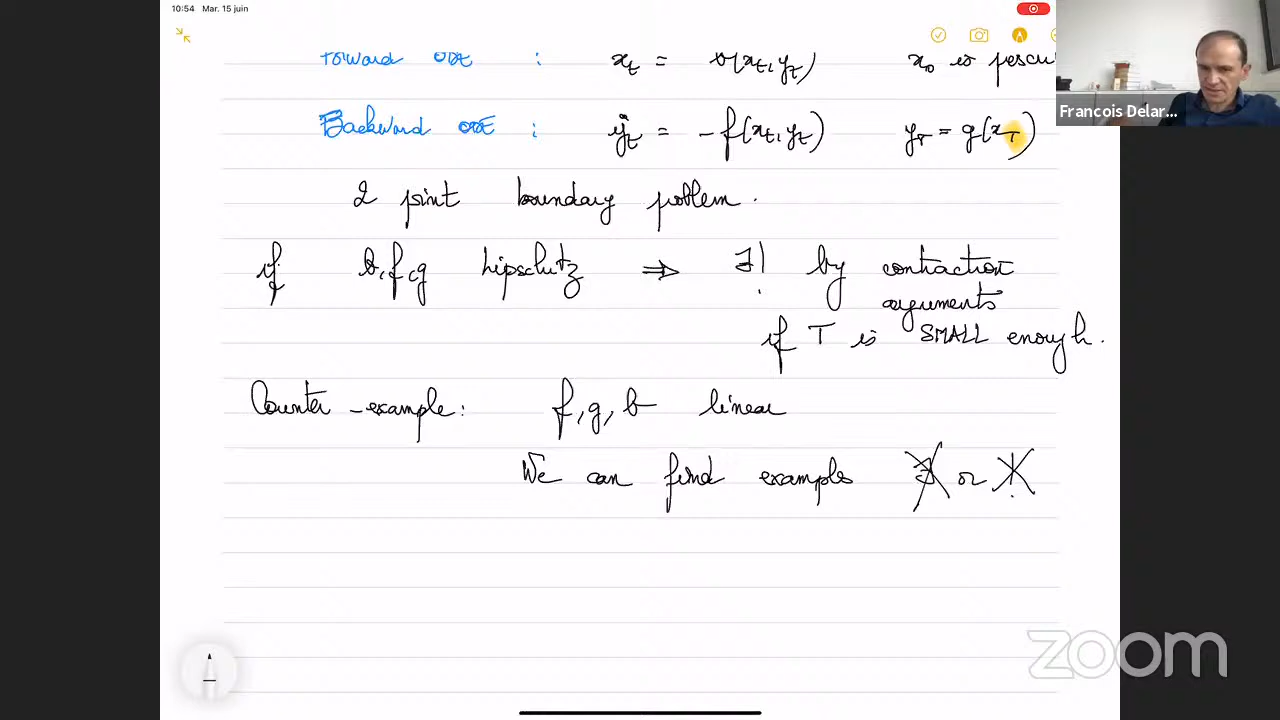 10:54 Mar. 15 juin
Forward ODE : ẋt = b(xt, yt) x0 is prescri
Backward ODE : ẏt = -f(xt, yt) yT = g(xT)
Francois Delar...
2 point boundary problem.
if b, f, g Lipschitz ⇒ ∃! by contraction
arguments
if T is SMALL enough.
Counter-example: f, g, b linear
We can find example ∃ or !
zoom